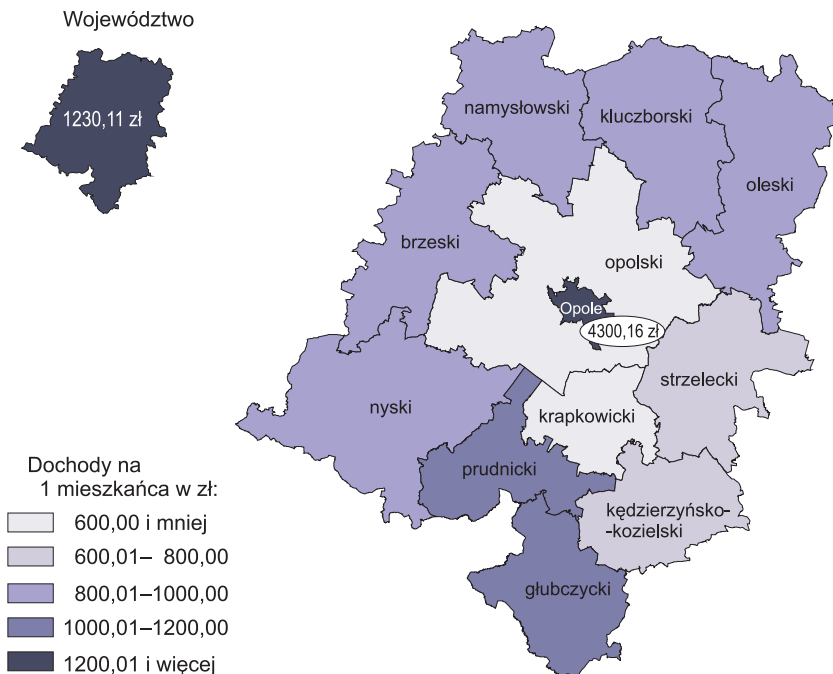 Województwo
1230,11 zł
namysłowski
kluczborski
oleski
brzeski
opolski
Opole
4300,16 zł
strzelecki
nyski
krapkowicki
prudnicki
kędzierzyńsko-
-kozielski
głubczycki
Dochody na
1 mieszkańca w zł:
600,00 i mniej
600,01– 800,00
800,01–1000,00
1000,01–1200,00
1200,01 i więcej